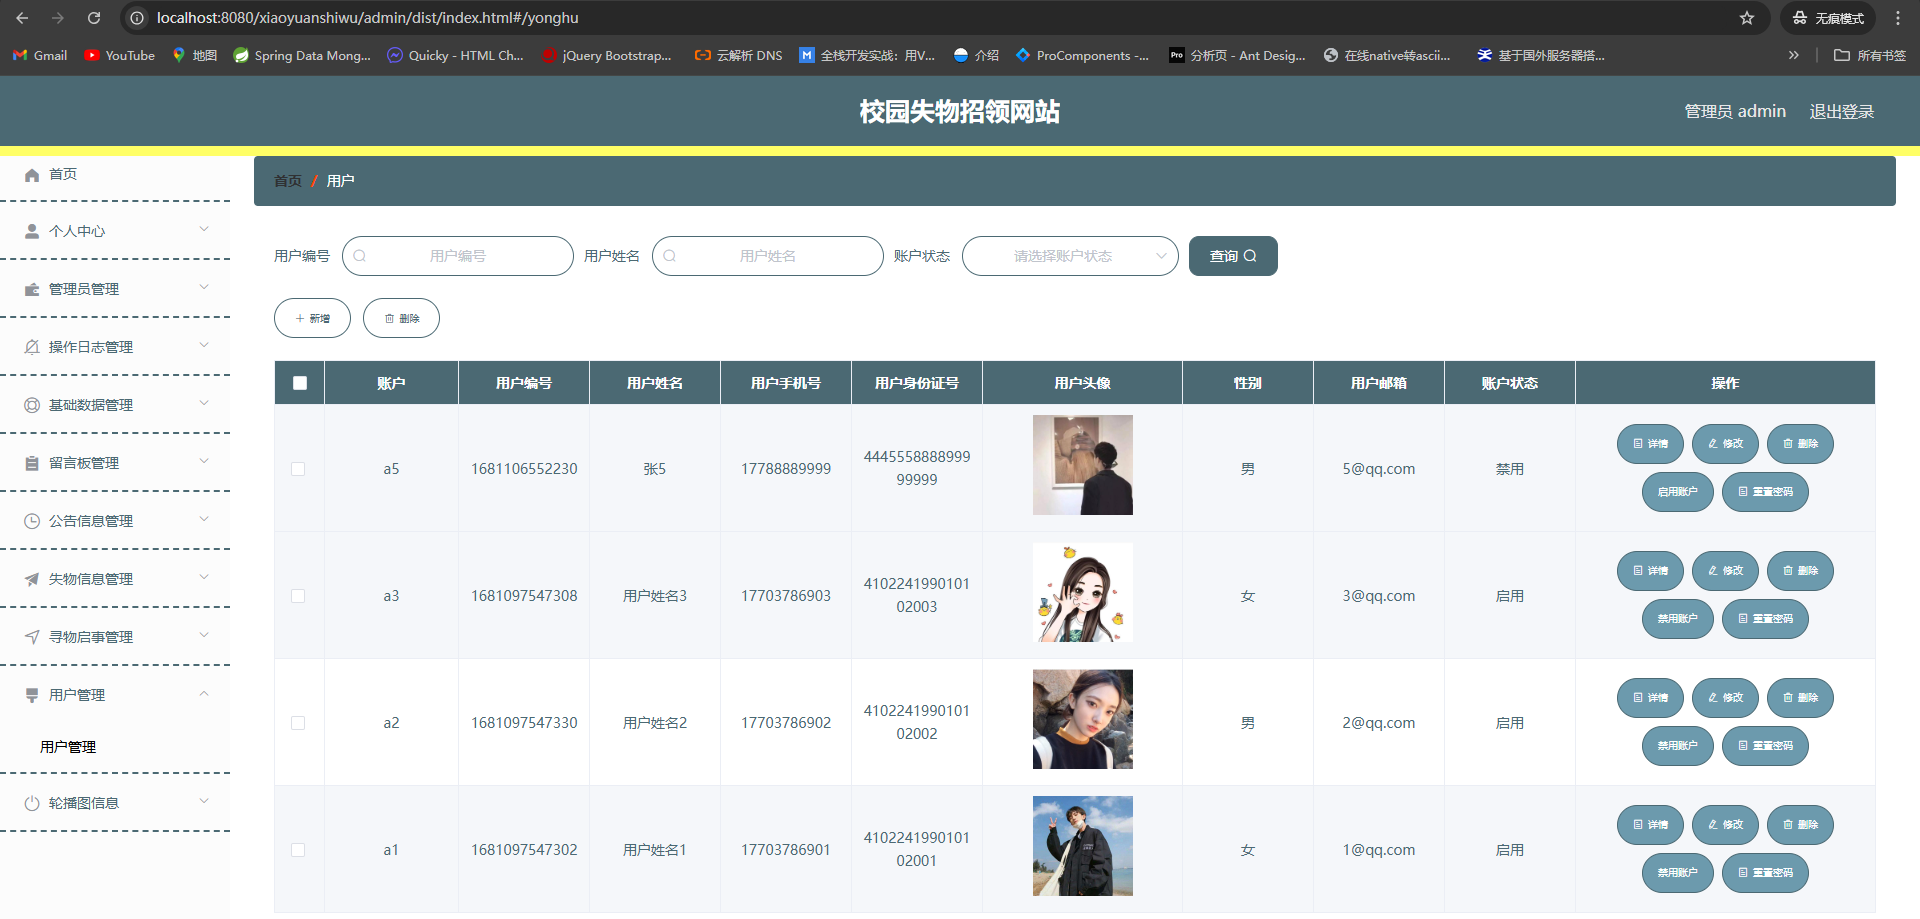 localhost:8080/xiaoyuanshiwu/admin/dist/index.html#/yonghu
无痕模式
Gmail
YouTube
地图
Spring Data Mong...
Quicky - HTML Ch...
jQuery Bootstrap...
云解析 DNS
全栈开发实战：用V...
介绍
ProComponents -...
Pro
分析页 - Ant Desig...
在线native转ascii...
基于国外服务器搭...
所有书签
校园失物招领网站
管理员 admin
退出登录
首页
个人中心
管理员管理
操作日志管理
基础数据管理
留言板管理
公告信息管理
失物信息管理
寻物启事管理
用户管理
用户管理
轮播图信息
首页 / 用户
用户编号
用户编号
用户姓名
用户姓名
账户状态
请选择账户状态
查询
新增
删除
账户 用户编号 用户姓名 用户手机号 用户身份证号 用户头像 性别 用户邮箱 账户状态 操作
a5 1681106552230 张5 17788889999 4445558888999
99999
男 5@qq.com 禁用
详情 修改 删除
启用账户 重置密码
a3 1681097547308 用户姓名3 17703786903 4102241990101
02003
女 3@qq.com 启用
详情 修改 删除
禁用账户 重置密码
a2 1681097547330 用户姓名2 17703786902 4102241990101
02002
男 2@qq.com 启用
详情 修改 删除
禁用账户 重置密码
a1 1681097547302 用户姓名1 17703786901 4102241990101
02001
女 1@qq.com 启用
详情 修改 删除
禁用账户 重置密码